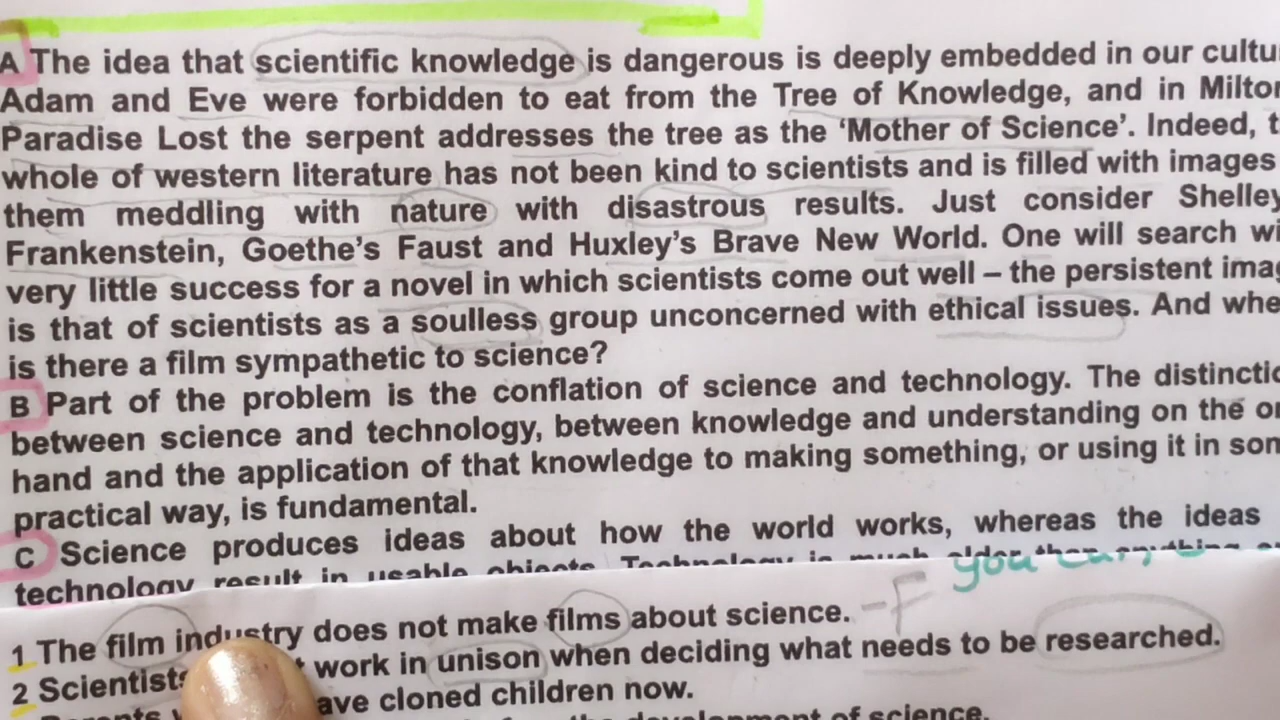 A The idea that scientific knowledge is dangerous is deeply embedded in our cultu
Adam and Eve were forbidden to eat from the Tree of Knowledge, and in Milton
Paradise Lost the serpent addresses the tree as the ‘Mother of Science’. Indeed, t
whole of western literature has not been kind to scientists and is filled with images
them meddling with nature with disastrous results. Just consider Shelley
Frankenstein, Goethe’s Faust and Huxley’s Brave New World. One will search wi
very little success for a novel in which scientists come out well – the persistent ima
is that of scientists as a soulless group unconcerned with ethical issues. And whe
is there a film sympathetic to science?
B Part of the problem is the conflation of science and technology. The distinctio
between science and technology, between knowledge and understanding on the on
hand and the application of that knowledge to making something, or using it in som
practical way, is fundamental.
C Science produces ideas about how the world works, whereas the ideas
technology result in usable objects. Technology is much older than anything
you can
1 The film industry does not make films about science. -F
2 Scientists work in unison when deciding what needs to be researched.
ave cloned children now.
development of science.